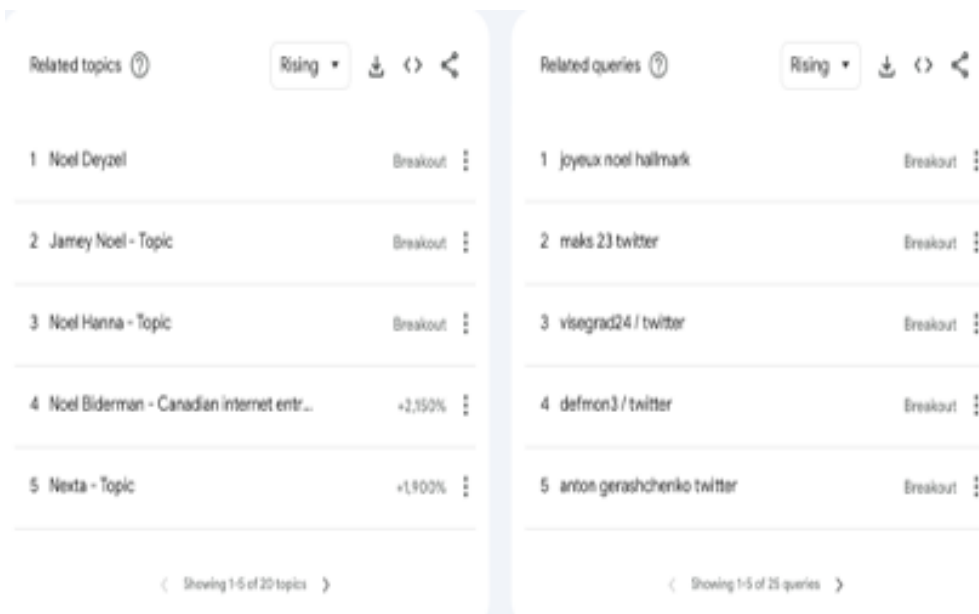 Related topics
Rising
1 Noel Deyzel Breakout
2 Jamey Noel - Topic Breakout
3 Noel Hanna - Topic Breakout
4 Noel Biderman - Canadian internet entr... +2,150%
5 Nexta - Topic +1,900%
Showing 1-5 of 20 topics
Related queries
Rising
1 joyeux noel hallmark Breakout
2 maks 23 twitter Breakout
3 visegrad24 / twitter Breakout
4 defmon3 / twitter Breakout
5 anton gerashchenko twitter Breakout
Showing 1-5 of 25 queries